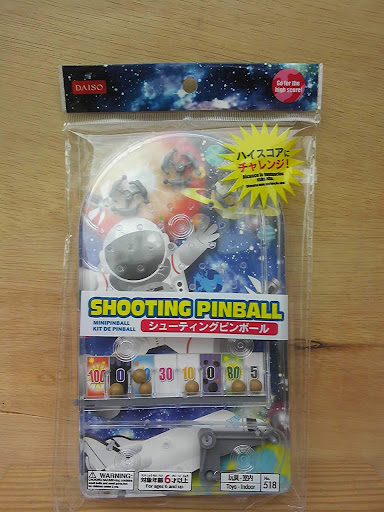 DAISO
Go for the
high score!
ハイスコアに
チャレンジ!
SHOOTING PINBALL
MINIPINBALL
KIT DE PINBALL
シューティングピンボール
100 0 30 10 0 80 5
WARNING:
対象年齢6才以上
For ages 6 and up
玩具・室内
Toys - Indoor
No.
518